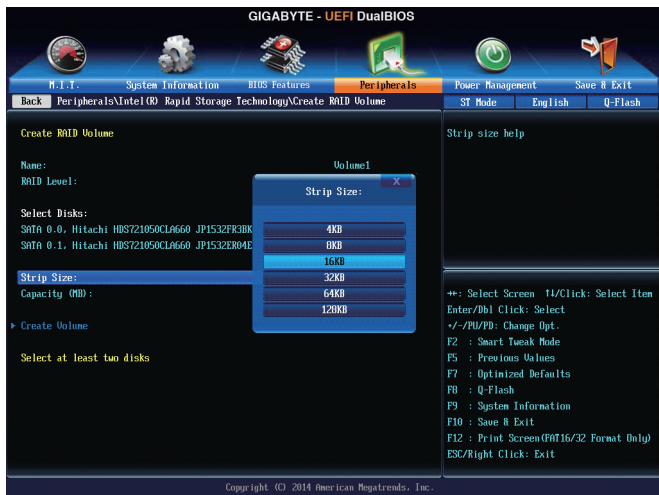 GIGABYTE - UEFI DualBIOS
M.I.T. System Information BIOS Features Peripherals Power Management Save & Exit
Back Peripherals\Intel(R) Rapid Storage Technology\Create RAID Volume ST Mode English Q-Flash
Create RAID Volume
Name: Volume1
RAID Level:
Select Disks:
SATA 0.0, Hitachi HDS721050CLA660 JP1532FR3BK
SATA 0.1, Hitachi HDS721050CLA660 JP1532ER04E
Strip Size:
Capacity (MB):
Create Volume
Select at least two disks
X
Strip Size:
4KB
8KB
16KB
32KB
64KB
128KB
Strip size help
→←: Select Screen ↑↓/Click: Select Item
Enter/Dbl Click: Select
+/-/PU/PD: Change Opt.
F2 : Smart Tweak Mode
F5 : Previous Values
F7 : Optimized Defaults
F8 : Q-Flash
F9 : System Information
F10 : Save & Exit
F12 : Print Screen(FAT16/32 Format Only)
ESC/Right Click: Exit
Copyright (C) 2014 American Megatrends, Inc.